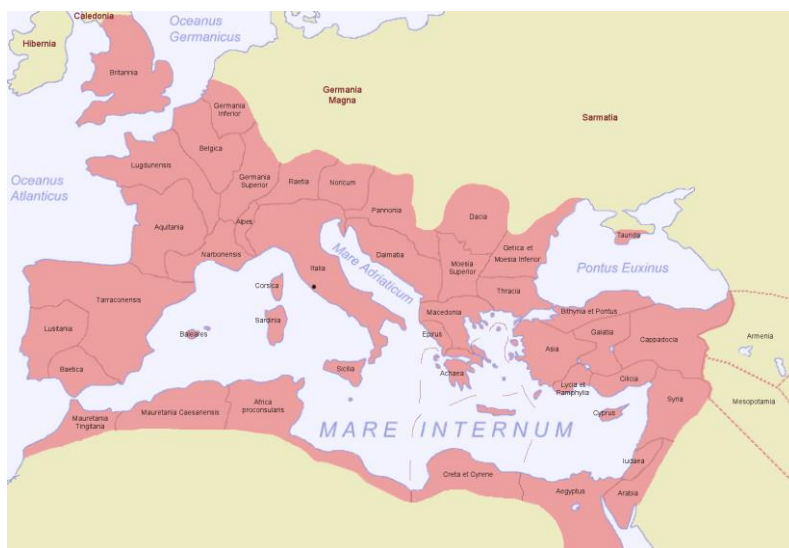 Caledonia
Oceanus
Germanicus
Hibernia
Britannia
Germania
Magna
Germania
Inferior
Sarmatia
Belgica
Lugdunensis
Oceanus
Atlanticus
Germania
Superior
Raetia
Noricum
Pannonia
Dacia
Aquitania
Alpes
Taurida
Getica et
Moesia Inferior
Narbonensis
Dalmatia
Moesia
Superior
Mare Adriaticum
Italia
Pontus Euxinus
Corsica
Thracia
Tarraconensis
Macedonia
Bithynia et Pontus
Sardinia
Lusitania
Baleares
Epirus
Galatia
Cappadocia
Armenia
Asia
Baetica
Sicilia
Achaea
Lycia et
Pamphylia
Cilicia
Mesopotamia
Syria
Mauretania
Tingitana
Mauretania Caesariensis
Africa
proconsularis
Cyprus
MARE INTERNUM
Iudaea
Creta et Cyrene
Aegyptus
Arabia